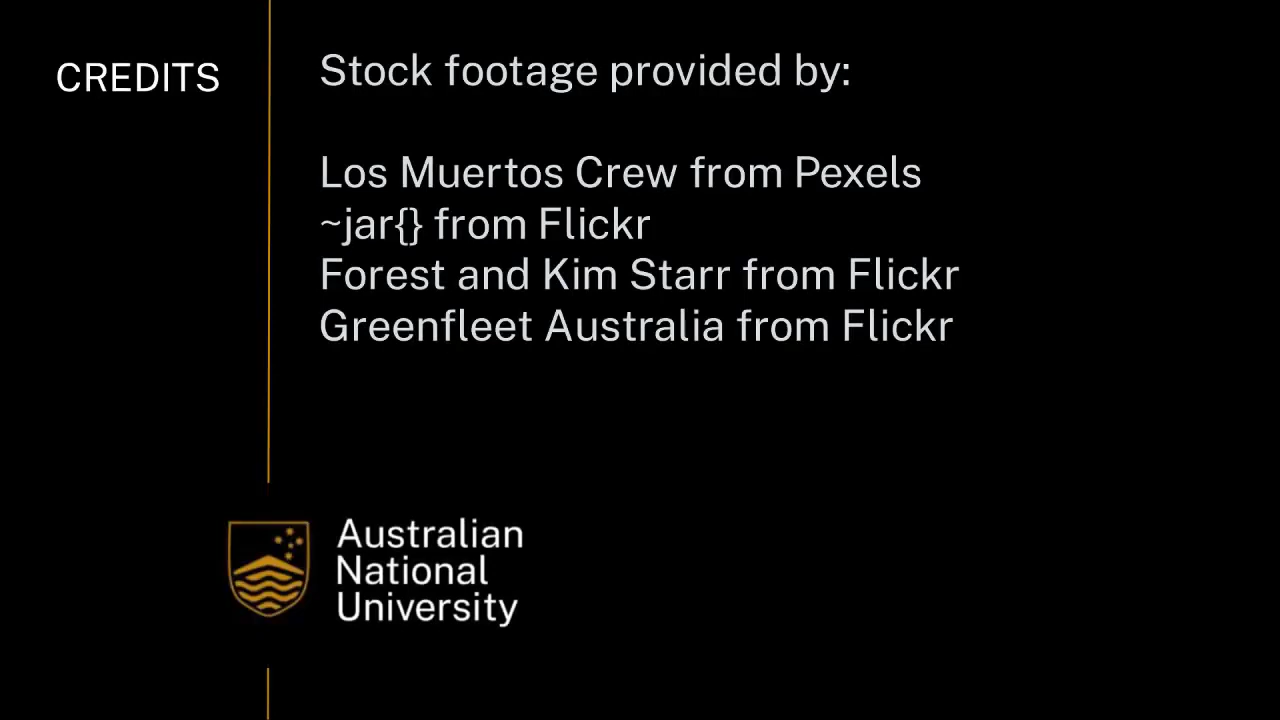 CREDITS
Stock footage provided by:
Los Muertos Crew from Pexels
~jar{} from Flickr
Forest and Kim Starr from Flickr
Greenfleet Australia from Flickr
Australian
National
University